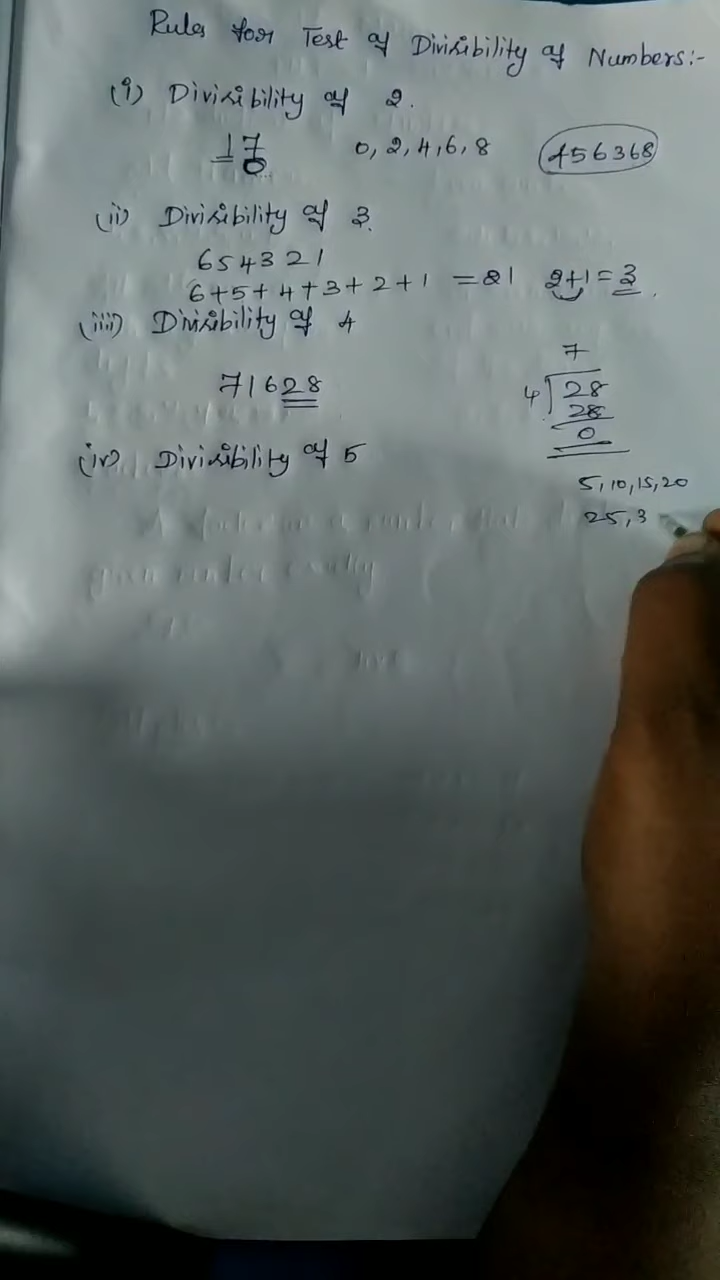 Rules for Test of Divisibility of Numbers:-
(i) Divisibility of 2.
17 0, 2, 4, 6, 8 456368
0
(ii) Divisibility of 3.
654321
6+5+4+3+2+1 = 21 2+1 = 3.
(iii) Divisibility of 4
7
71628 4 28
28
0
(iv) Divisibility of 5
5, 10, 15, 20
25, 3